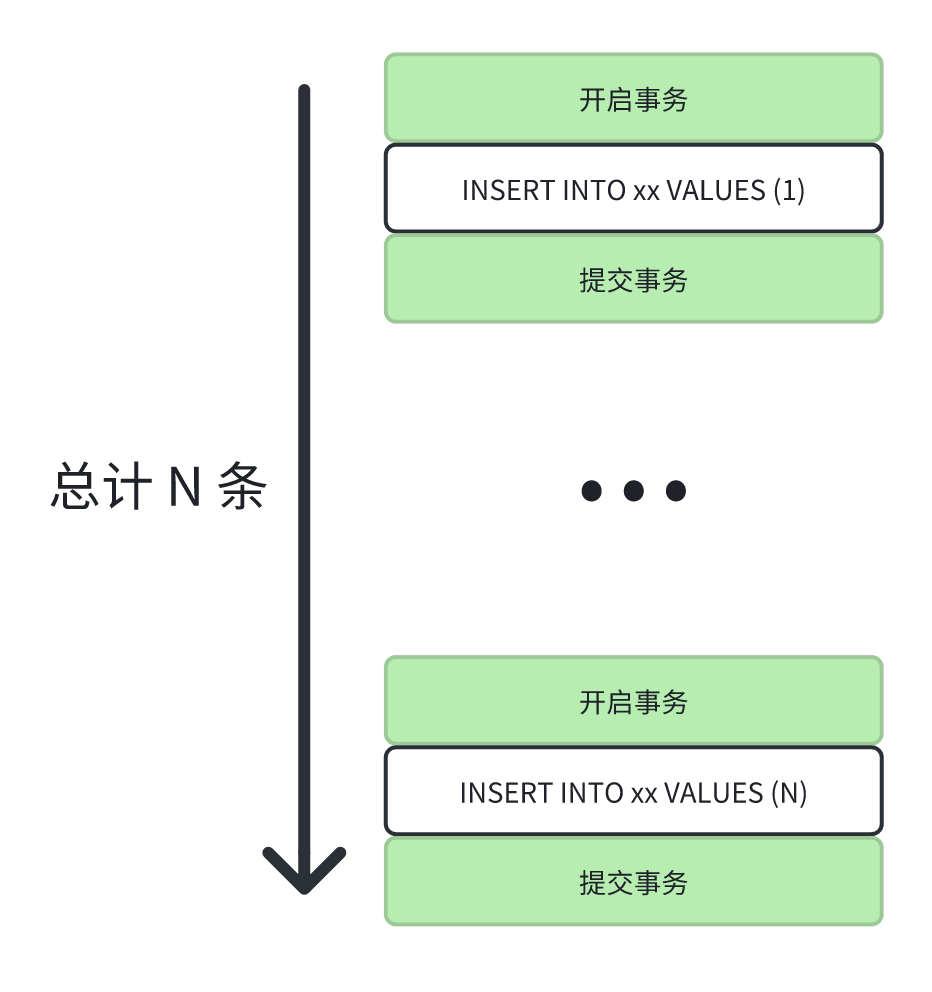 开启事务
INSERT INTO xx VALUES (1)
提交事务
总计 N 条
开启事务
INSERT INTO xx VALUES (N)
提交事务